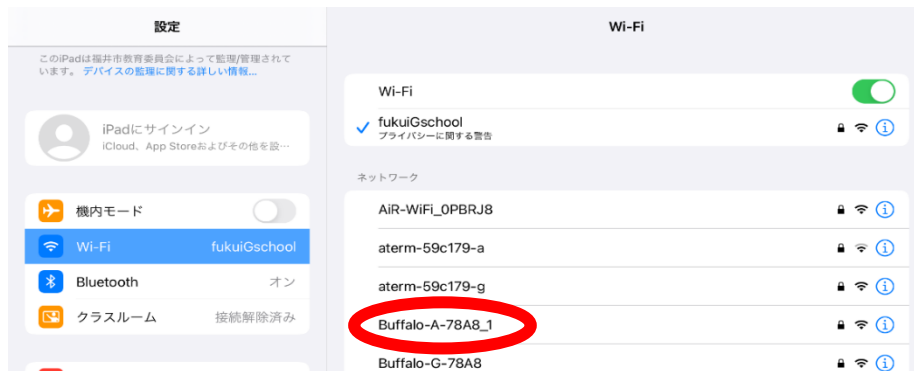 設定
このiPadは福井市教育委員会によって監理/管理されて
います。デバイスの監理に関する詳しい情報...
iPadにサインイン
iCloud、App Storeおよびその他を設…
機内モード
Wi-Fi fukuiGschool
Bluetooth オン
クラスルーム 接続解除済み
Wi-Fi
Wi-Fi
fukuiGschool
プライバシーに関する警告
ネットワーク
AiR-WiFi_0PBRJ8
aterm-59c179-a
aterm-59c179-g
Buffalo-A-78A8_1
Buffalo-G-78A8